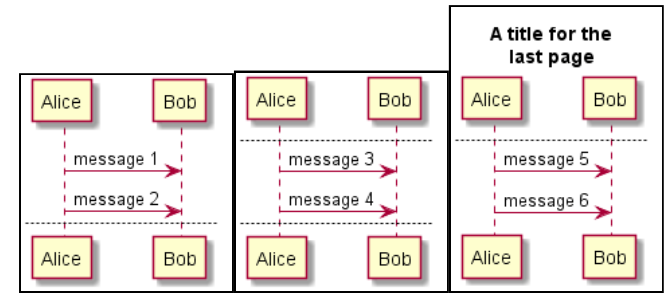 Alice Bob
message 1
message 2
Alice Bob
Alice Bob
message 3
message 4
Alice Bob
A title for the
last page
Alice Bob
message 5
message 6
Alice Bob